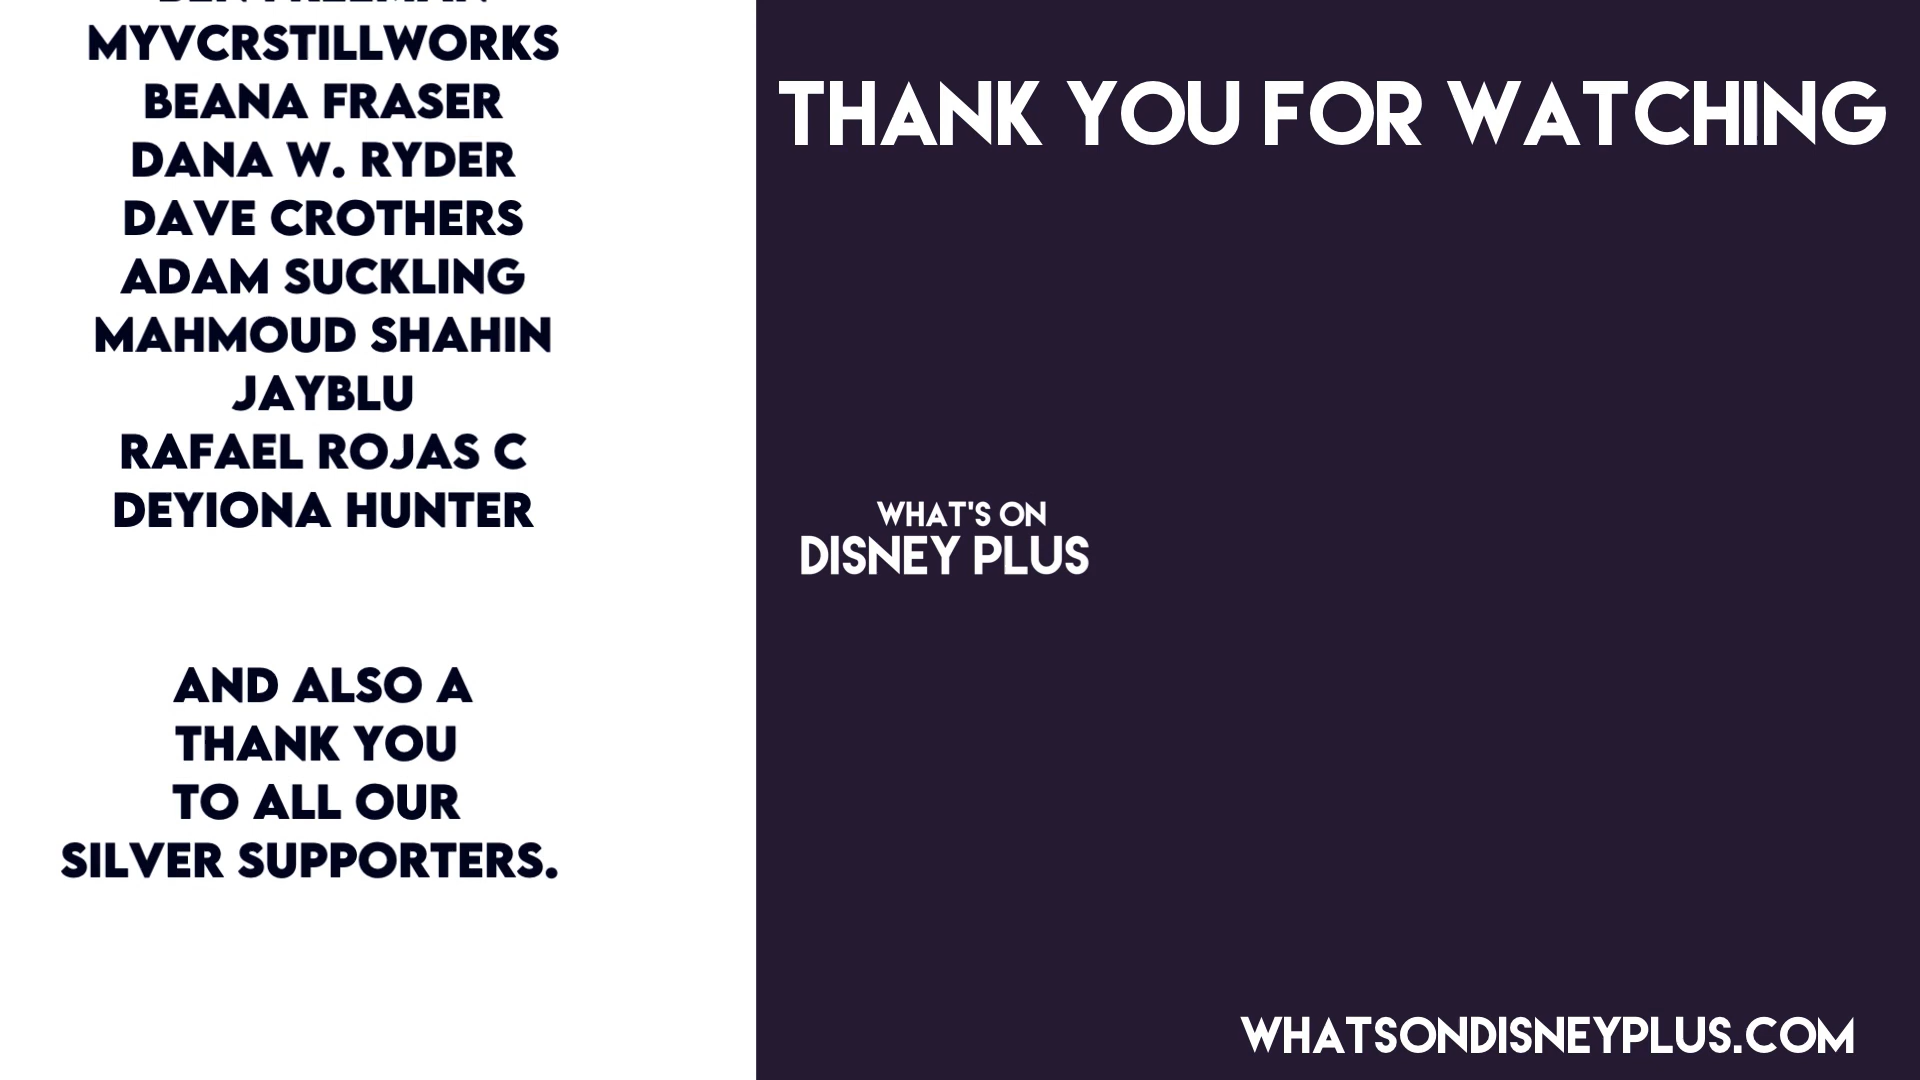 MYVCRSTILLWORKS
BEANA FRASER
DANA W. RYDER
DAVE CROTHERS
ADAM SUCKLING
MAHMOUD SHAHIN
JAYBLU
RAFAEL ROJAS C
DEYIONA HUNTER
AND ALSO A
THANK YOU
TO ALL OUR
SILVER SUPPORTERS.
THANK YOU FOR WATCHING
WHAT'S ON
DISNEY PLUS
WHATSONDISNEYPLUS.COM